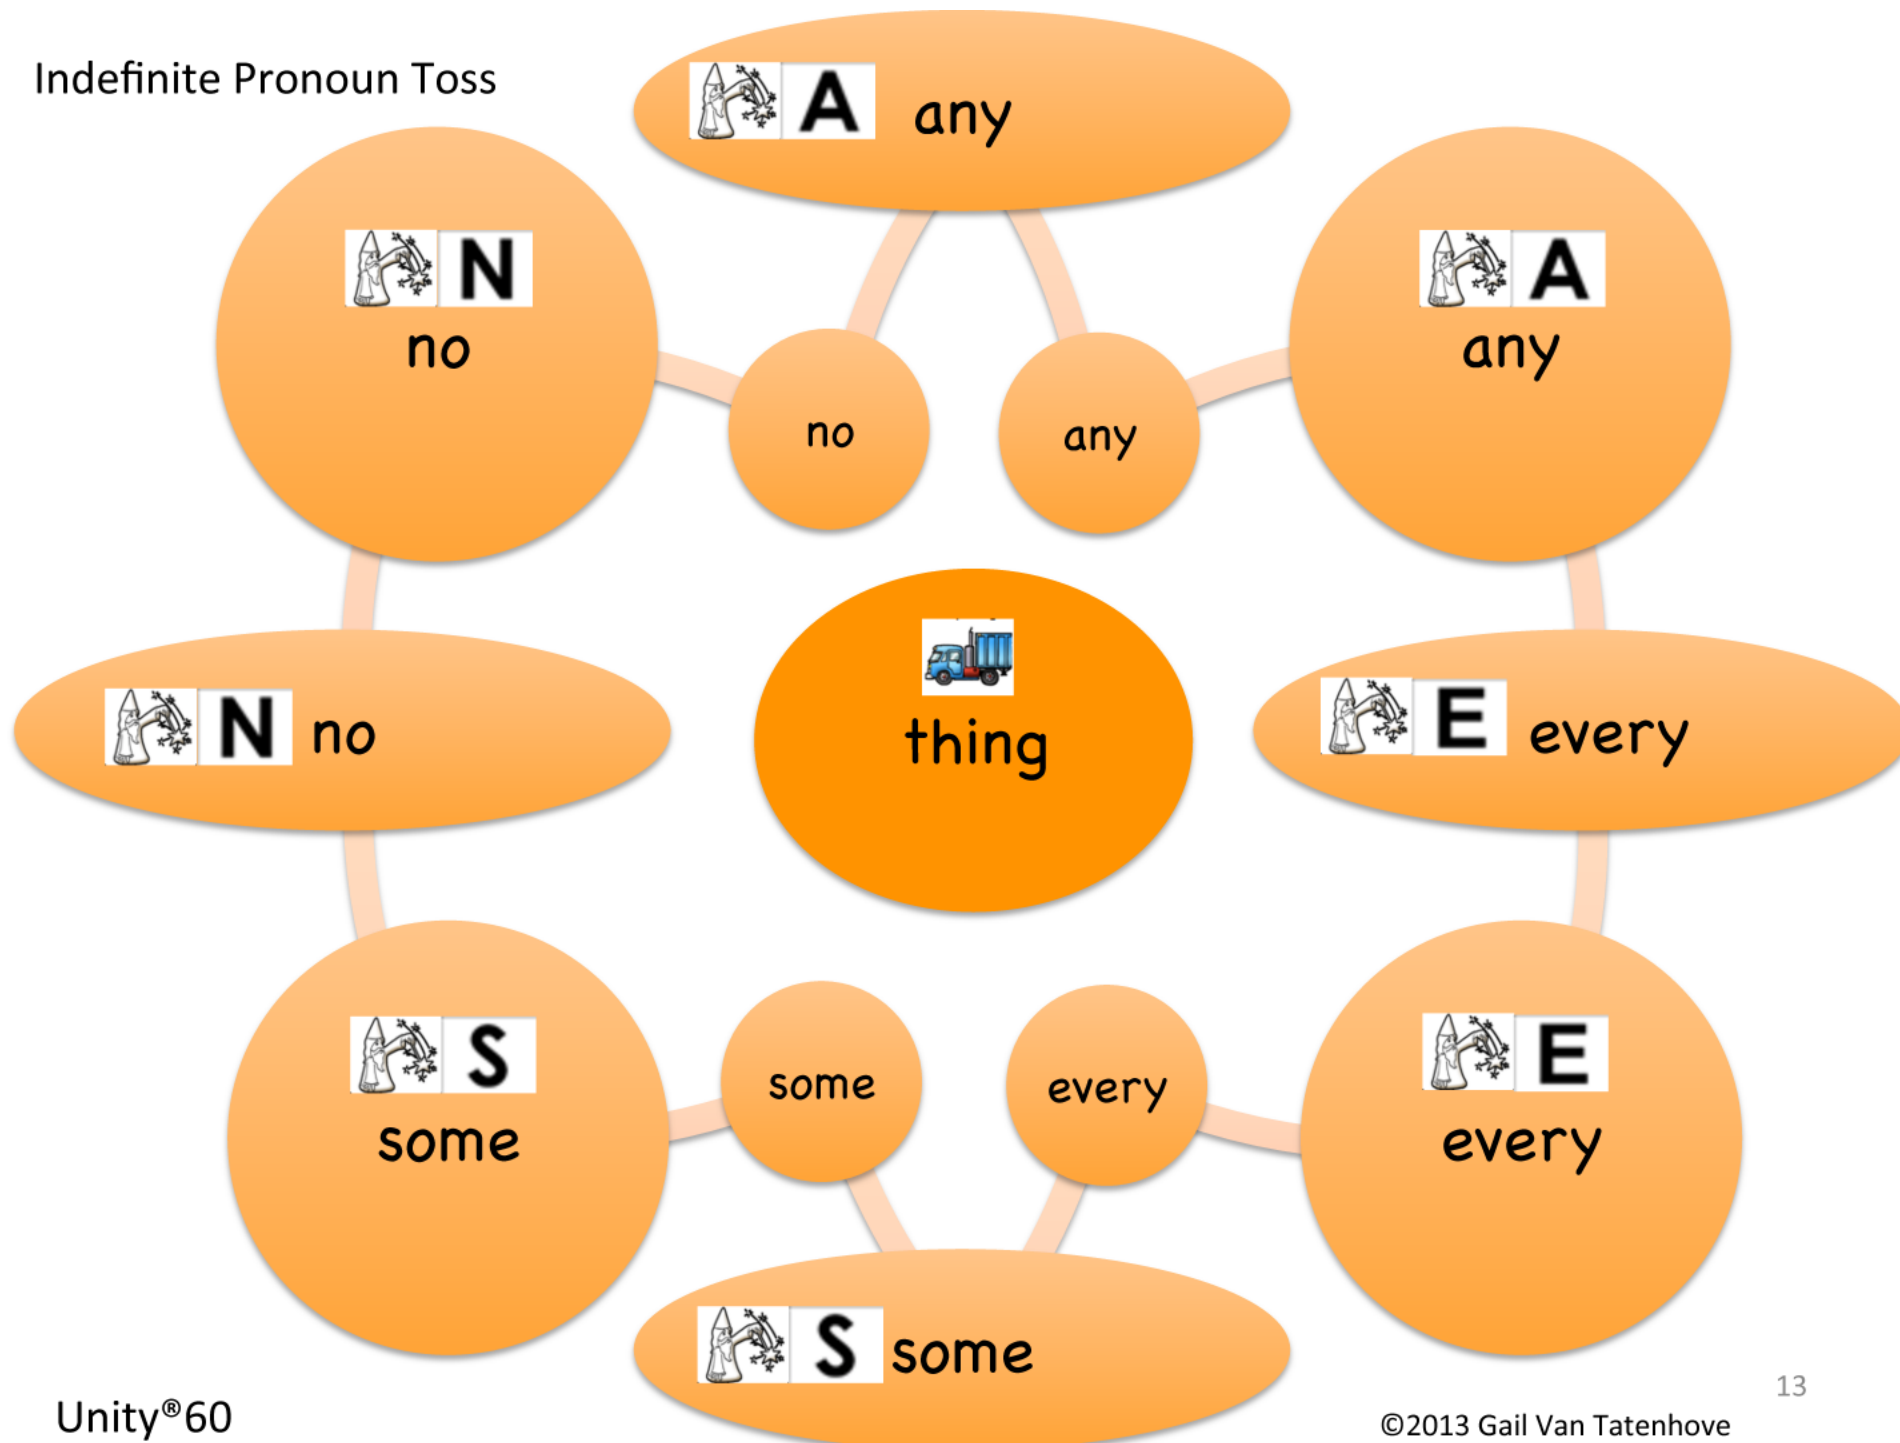 Indefinite Pronoun Toss
A any
N
no
A
any
no
any
thing
N no
E every
S
some
some
every
E
every
S some
13
Unity®60
©2013 Gail Van Tatenhove